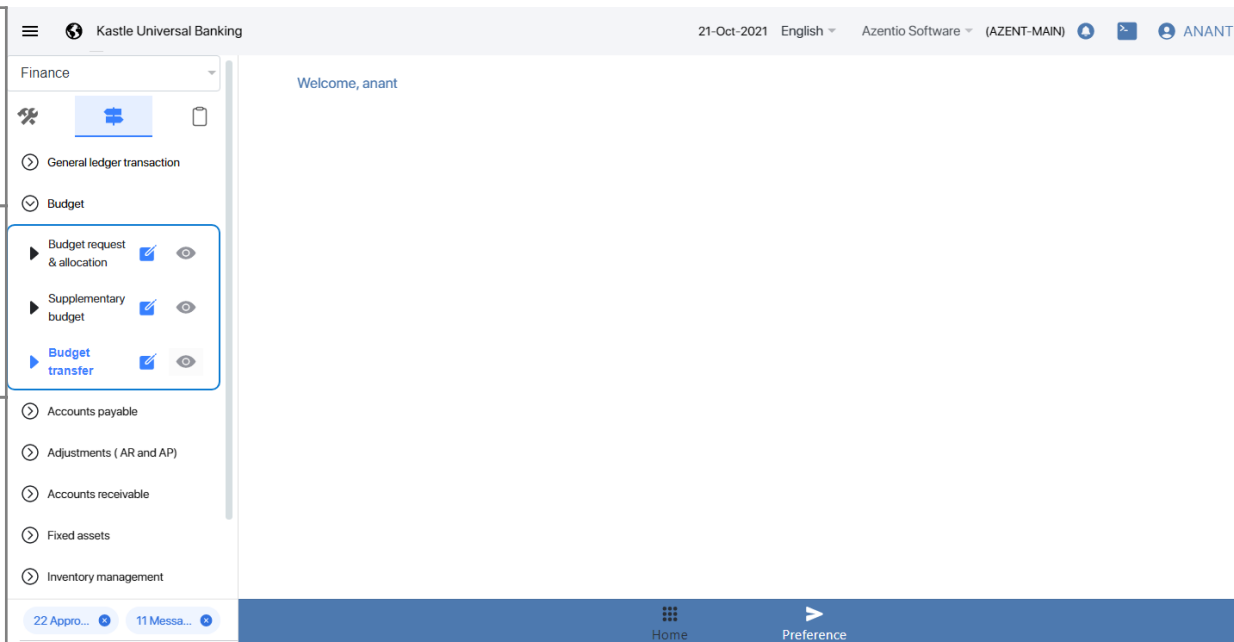 Kastle Universal Banking
21-Oct-2021 English Azentio Software (AZENT-MAIN) ANANT
Finance
Welcome, anant
General ledger transaction
Budget
Budget request
& allocation
Supplementary
budget
Budget
transfer
Accounts payable
Adjustments ( AR and AP)
Accounts receivable
Fixed assets
Inventory management
22 Appro... 11 Messa...
Home Preference